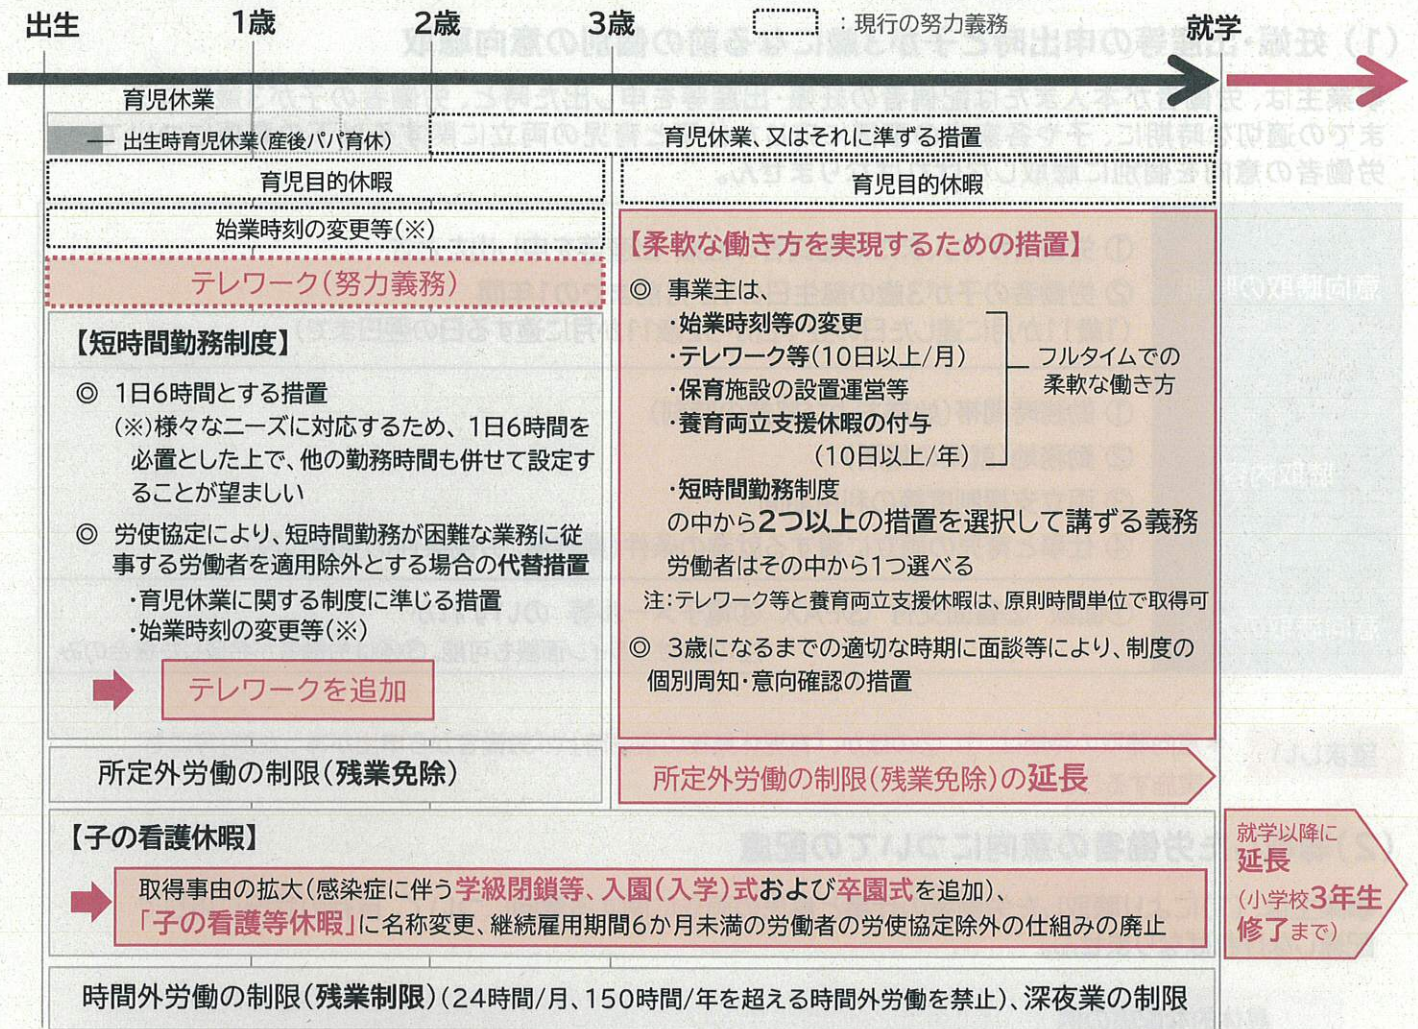 出生
1歳
2歳
3歳
：現行の努力義務
就学
育児休業
出生時育児休業(産後パパ育休)
育児休業、又はそれに準ずる措置
育児目的休暇
育児目的休暇
始業時刻の変更等(※)
テレワーク(努力義務)
【短時間勤務制度】
◎ 1日6時間とする措置
(※)様々なニーズに対応するため、1日6時間を
必置とした上で、他の勤務時間も併せて設定す
ることが望ましい
◎ 労使協定により、短時間勤務が困難な業務に従
事する労働者を適用除外とする場合の代替措置
・育児休業に関する制度に準じる措置
・始業時刻の変更等(※)
テレワークを追加
【柔軟な働き方を実現するための措置】
◎ 事業主は、
・始業時刻等の変更
・テレワーク等(10日以上/月)
・保育施設の設置運営等
・養育両立支援休暇の付与
(10日以上/年)
フルタイムでの
柔軟な働き方
・短時間勤務制度
の中から2つ以上の措置を選択して講ずる義務
労働者はその中から1つ選べる
注：テレワーク等と養育両立支援休暇は、原則時間単位で取得可
◎ 3歳になるまでの適切な時期に面談等により、制度の
個別周知・意向確認の措置
所定外労働の制限(残業免除)
所定外労働の制限(残業免除)の延長
【子の看護休暇】
取得事由の拡大(感染症に伴う学級閉鎖等、入園(入学)式および卒園式を追加)、
「子の看護等休暇」に名称変更、継続雇用期間6か月未満の労働者の労使協定除外の仕組みの廃止
就学以降に
延長
(小学校3年生
修了まで)
時間外労働の制限(残業制限)(24時間/月、150時間/年を超える時間外労働を禁止)、深夜業の制限